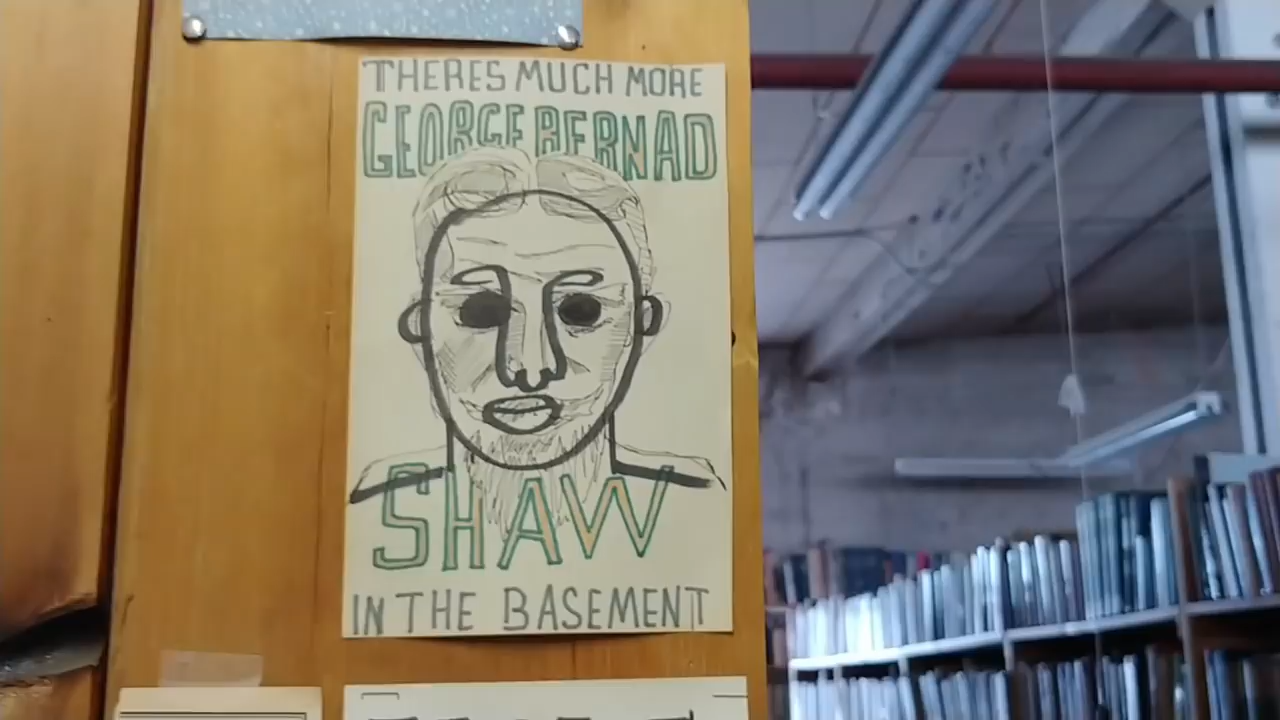 THERES MUCH MORE
GEORGE BERNAD
SHAW
IN THE BASEMENT